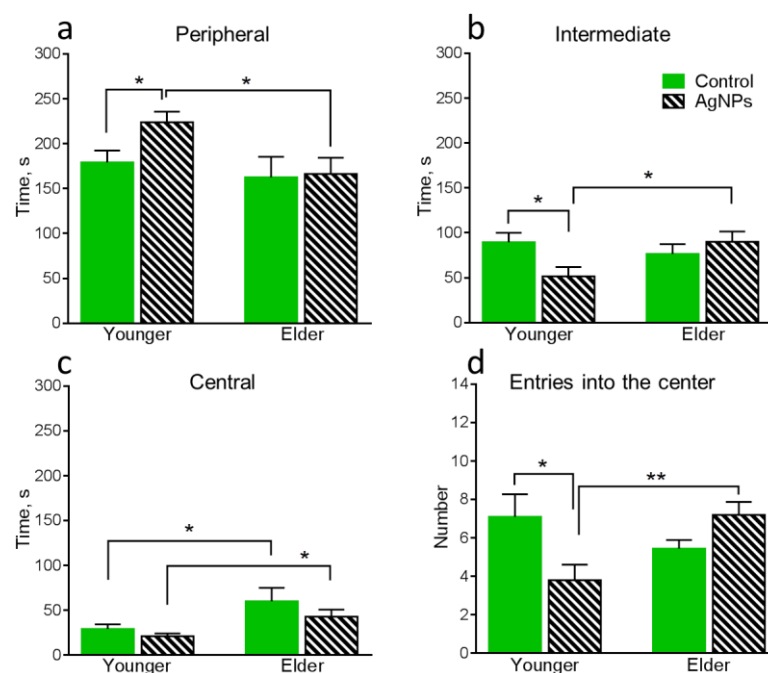 a Peripheral
300
250
200
150
100
50
0
Time, s
* *
Younger Elder
b Intermediate
300
250
200
150
100
50
0
Time, s
Control
AgNPs
* *
Younger Elder
c Central
300
250
200
150
100
50
0
Time, s
* *
Younger Elder
d Entries into the center
14
12
10
8
6
4
2
0
Number
* **
Younger Elder